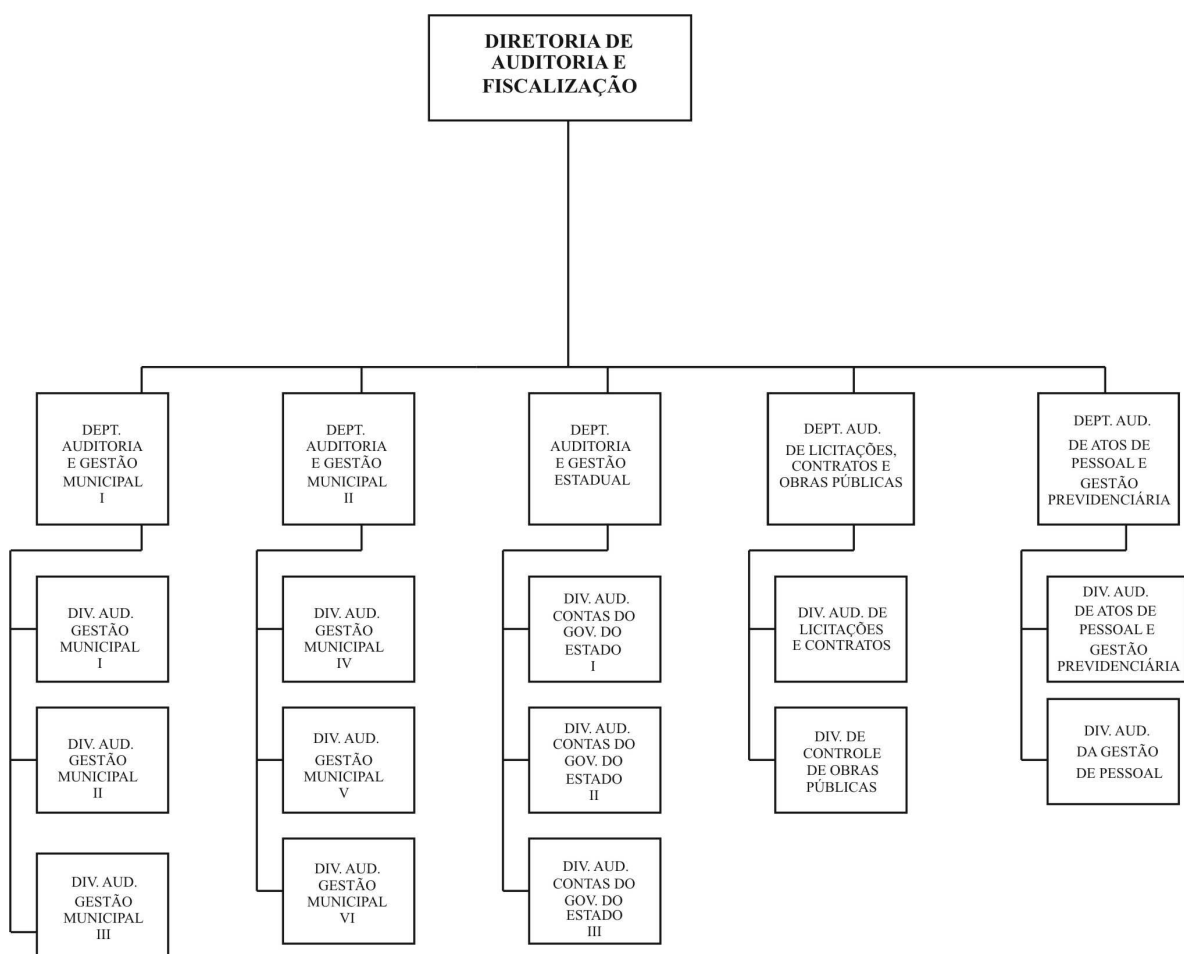 DIRETORIA DE
AUDITORIA E
FISCALIZAÇÃO
DEPT.
AUDITORIA
E GESTÃO
MUNICIPAL
I
DEPT.
AUDITORIA
E GESTÃO
MUNICIPAL
II
DEPT.
AUDITORIA
E GESTÃO
ESTADUAL
DEPT. AUD.
DE LICITAÇÕES,
CONTRATOS E
OBRAS PÚBLICAS
DEPT. AUD.
DE ATOS DE
PESSOAL E
GESTÃO
PREVIDENCIÁRIA
DIV. AUD.
GESTÃO
MUNICIPAL
I
DIV. AUD.
GESTÃO
MUNICIPAL
IV
DIV. AUD.
CONTAS DO
GOV. DO
ESTADO
I
DIV. AUD. DE
LICITAÇÕES
E CONTRATOS
DIV. AUD.
DE ATOS DE
PESSOAL E
GESTÃO
PREVIDENCIÁRIA
DIV. AUD.
GESTÃO
MUNICIPAL
II
DIV. AUD.
GESTÃO
MUNICIPAL
V
DIV. AUD.
CONTAS DO
GOV. DO
ESTADO
II
DIV. DE
CONTROLE
DE OBRAS
PÚBLICAS
DIV. AUD.
DA GESTÃO
DE PESSOAL
DIV. AUD.
GESTÃO
MUNICIPAL
III
DIV. AUD.
GESTÃO
MUNICIPAL
VI
DIV. AUD.
CONTAS DO
GOV. DO
ESTADO
III